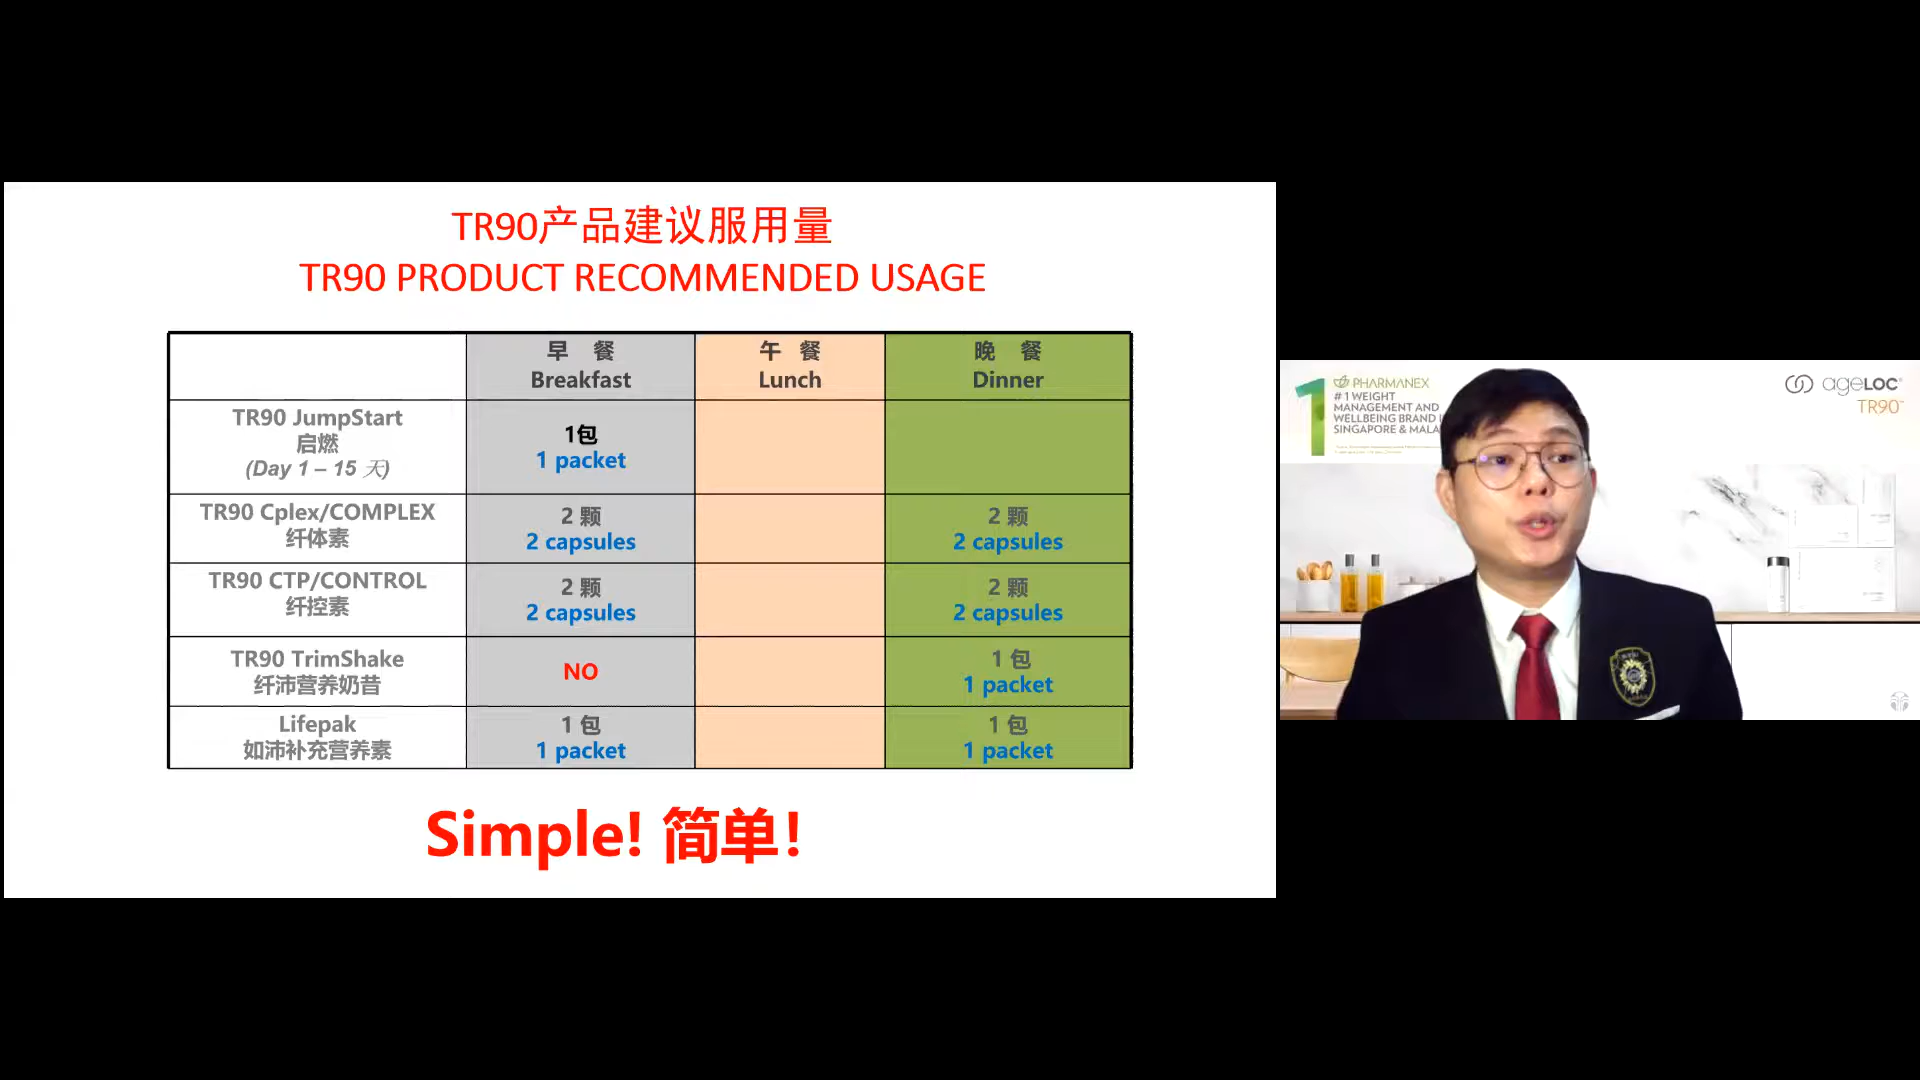 TR90产品建议服用量
TR90 PRODUCT RECOMMENDED USAGE
早 餐
Breakfast
午 餐
Lunch
晚 餐
Dinner
TR90 JumpStart
启燃
(Day 1 – 15 天)
1包
1 packet
TR90 Cplex/COMPLEX
纤体素
2 颗
2 capsules
2 颗
2 capsules
TR90 CTP/CONTROL
纤控素
2 颗
2 capsules
2 颗
2 capsules
TR90 TrimShake
纤沛营养奶昔
NO
1 包
1 packet
Lifepak
如沛补充营养素
1 包
1 packet
1 包
1 packet
Simple! 简单!
1
PHARMANEX
#1 WEIGHT
MANAGEMENT AND
WELLBEING BRAND
SINGAPORE & MALA
ageLOC
TR90™